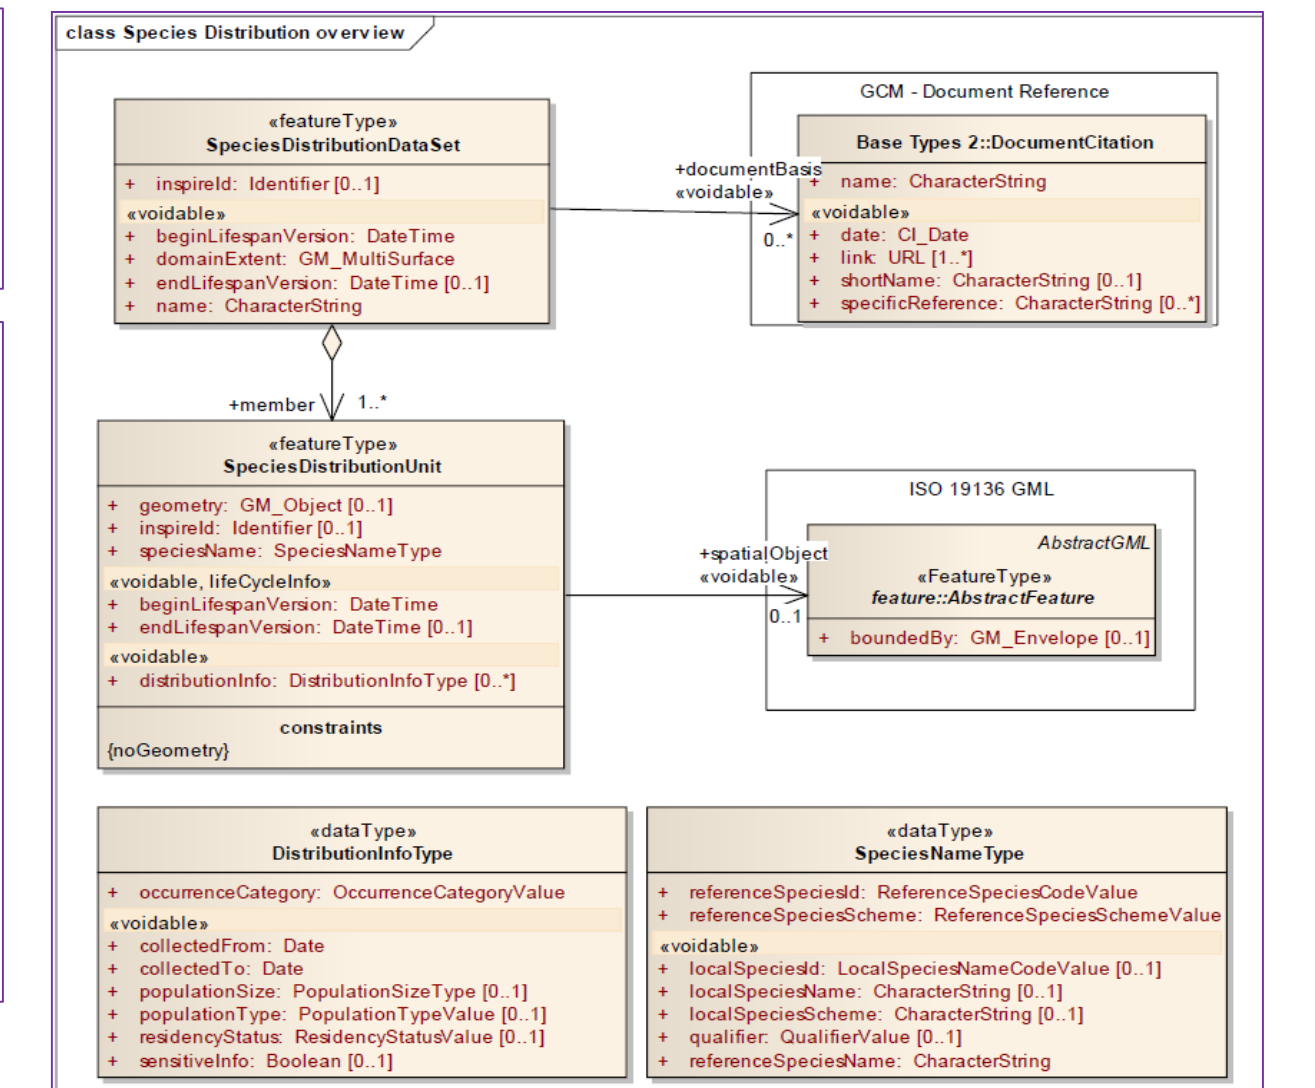 class Species Distribution overview
«featureType»
SpeciesDistributionDataSet
+ inspireId: Identifier [0..1]
«voidable»
+ beginLifespanVersion: DateTime
+ domainExtent: GM_MultiSurface
+ endLifespanVersion: DateTime [0..1]
+ name: CharacterString
+documentBasis
«voidable»
0..*
GCM - Document Reference
Base Types 2::DocumentCitation
+ name: CharacterString
«voidable»
+ date: CI_Date
+ link: URL [1..*]
+ shortName: CharacterString [0..1]
+ specificReference: CharacterString [0..*]
+member
1..*
«featureType»
SpeciesDistributionUnit
+ geometry: GM_Object [0..1]
+ inspireId: Identifier [0..1]
+ speciesName: SpeciesNameType
«voidable, lifeCycleInfo»
+ beginLifespanVersion: DateTime
+ endLifespanVersion: DateTime [0..1]
«voidable»
+ distributionInfo: DistributionInfoType [0..*]
constraints
{noGeometry}
+spatialObject
«voidable»
0..1
ISO 19136 GML
AbstractGML
«FeatureType»
feature::AbstractFeature
+ boundedBy: GM_Envelope [0..1]
«dataType»
DistributionInfoType
+ occurrenceCategory: OccurrenceCategoryValue
«voidable»
+ collectedFrom: Date
+ collectedTo: Date
+ populationSize: PopulationSizeType [0..1]
+ populationType: PopulationTypeValue [0..1]
+ residencyStatus: ResidencyStatusValue [0..1]
+ sensitiveInfo: Boolean [0..1]
«dataType»
SpeciesNameType
+ referenceSpeciesId: ReferenceSpeciesCodeValue
+ referenceSpeciesScheme: ReferenceSpeciesSchemeValue
«voidable»
+ localSpeciesId: LocalSpeciesNameCodeValue [0..1]
+ localSpeciesName: CharacterString [0..1]
+ localSpeciesScheme: CharacterString [0..1]
+ qualifier: QualifierValue [0..1]
+ referenceSpeciesName: CharacterString